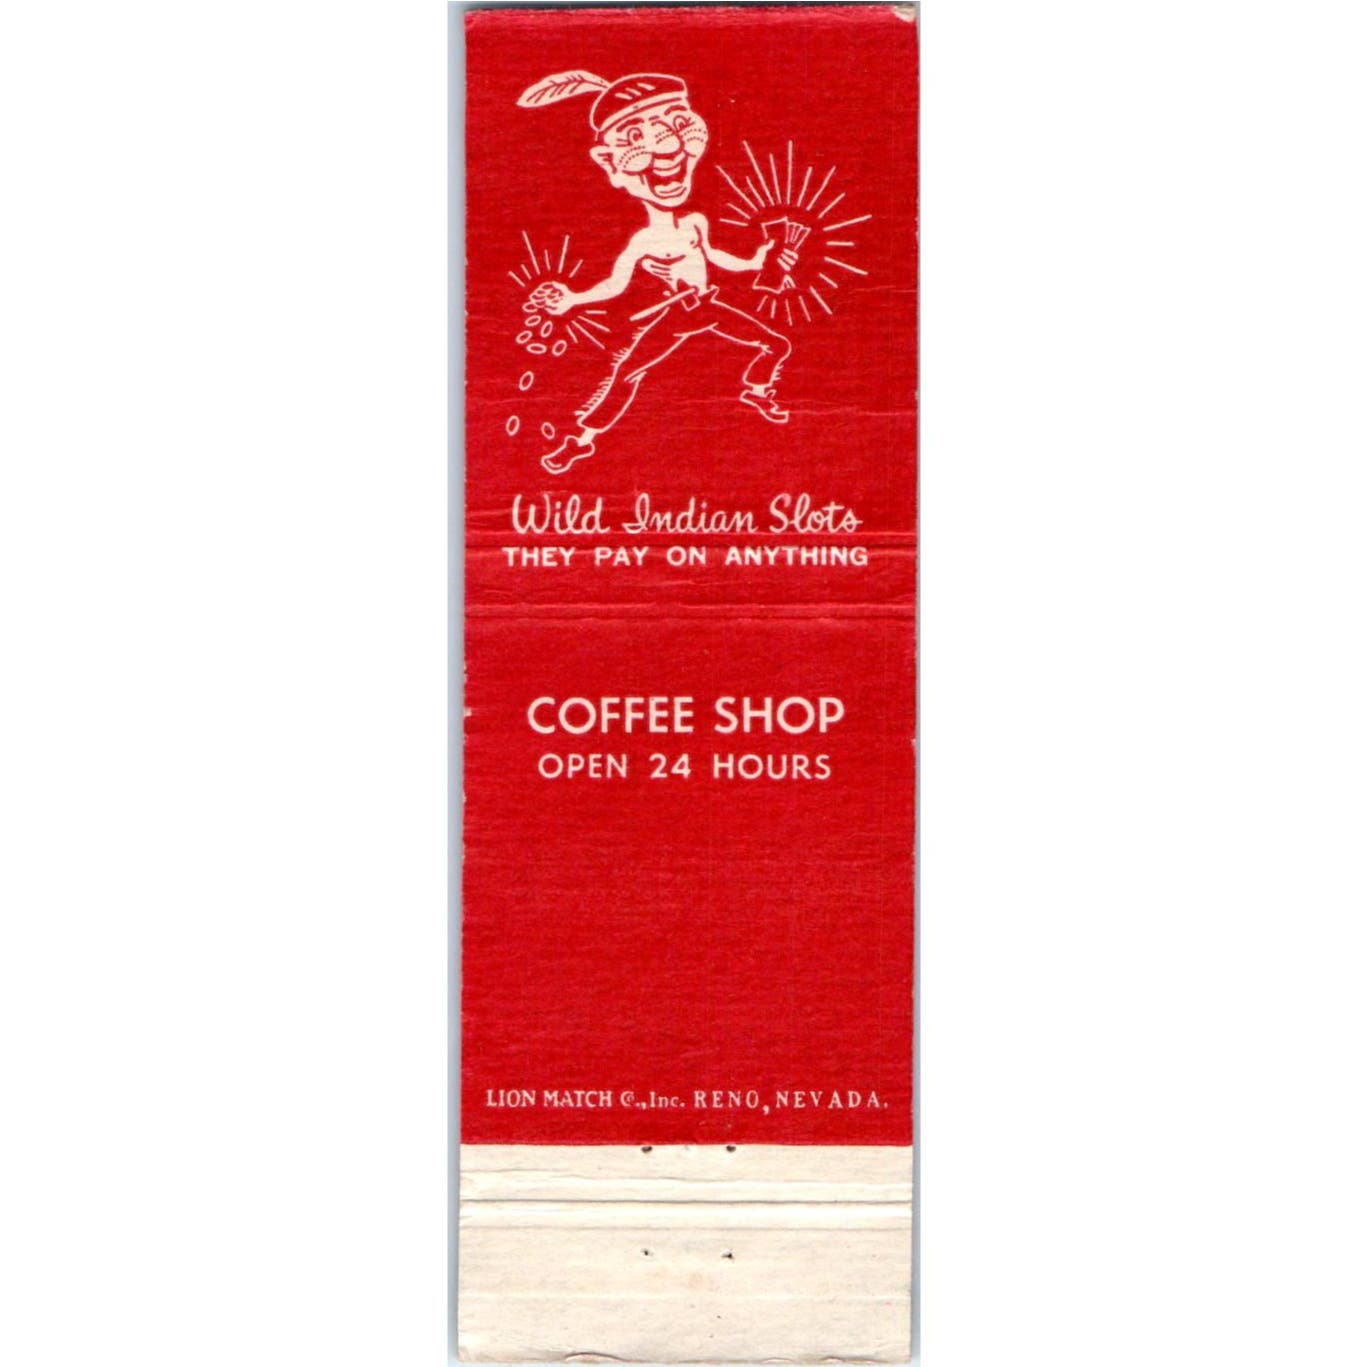 Wild Indian Slots
THEY PAY ON ANYTHING
COFFEE SHOP
OPEN 24 HOURS
LION MATCH Co., Inc. RENO, NEVADA.